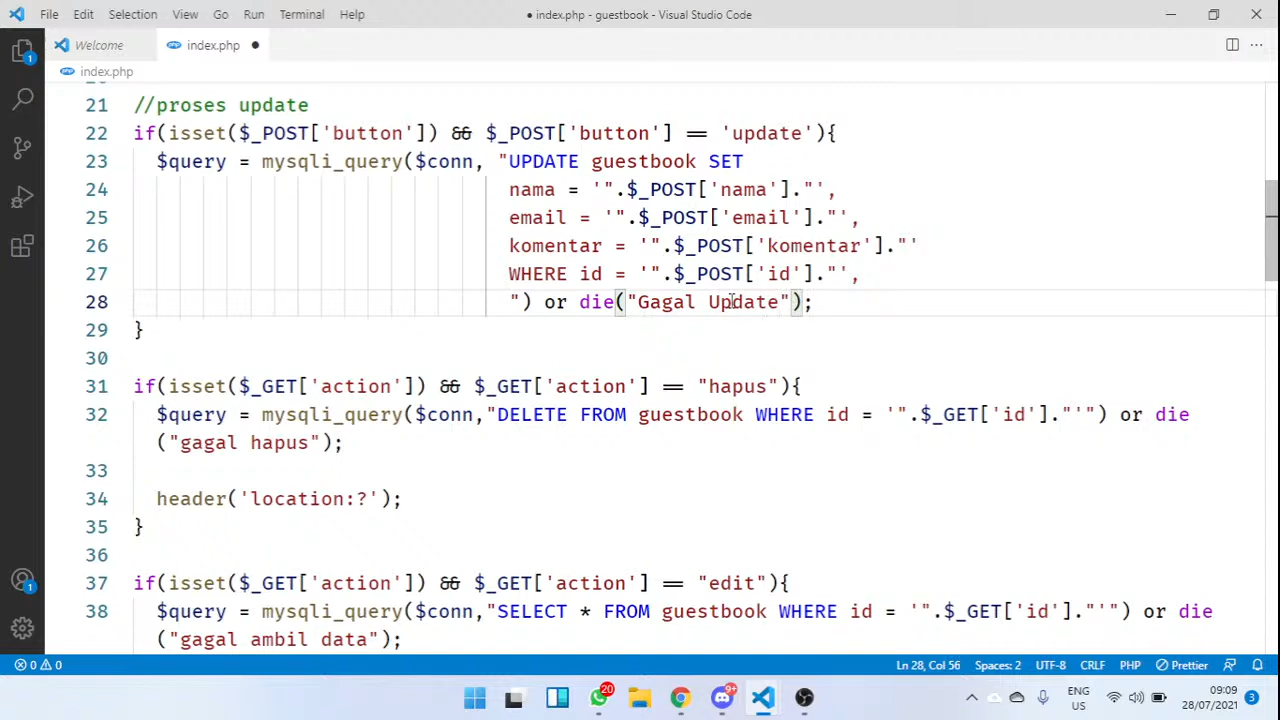 File Edit Selection View Go Run Terminal Help
● index.php - guestbook - Visual Studio Code
Welcome
index.php
index.php
21 //proses update
22 if(isset($_POST['button']) && $_POST['button'] == 'update'){
23 $query = mysqli_query($conn, "UPDATE guestbook SET
24 nama = '".$_POST['nama']."',
25 email = '".$_POST['email']."',
26 komentar = '".$_POST['komentar']."'
27 WHERE id = '".$_POST['id']."',
28 ") or die("Gagal Update");
29 }
30
31 if(isset($_GET['action']) && $_GET['action'] == "hapus"){
32 $query = mysqli_query($conn,"DELETE FROM guestbook WHERE id = '".$_GET['id']."'") or die
("gagal hapus");
33
34 header('location:?');
35 }
36
37 if(isset($_GET['action']) && $_GET['action'] == "edit"){
38 $query = mysqli_query($conn,"SELECT * FROM guestbook WHERE id = '".$_GET['id']."'") or die
("gagal ambil data");
1
1
0 0 Ln 28, Col 56 Spaces: 2 UTF-8 CRLF PHP Prettier
20 9+ ENG
US
09:09
28/07/2021
3